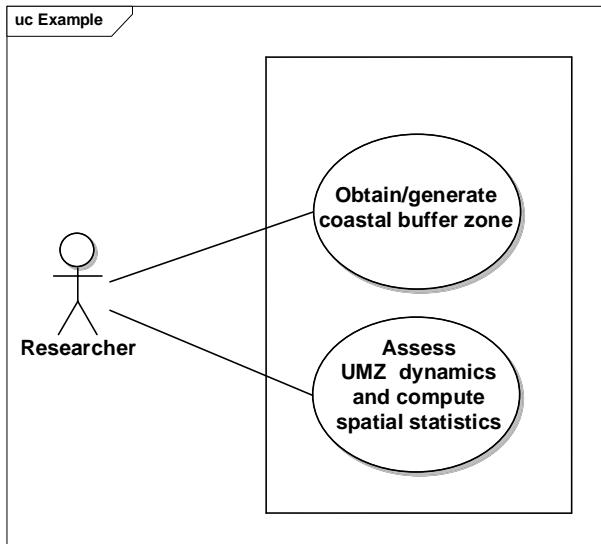 uc Example
Obtain/generate
coastal buffer zone
Researcher
Assess
UMZ dynamics
and compute
spatial statistics